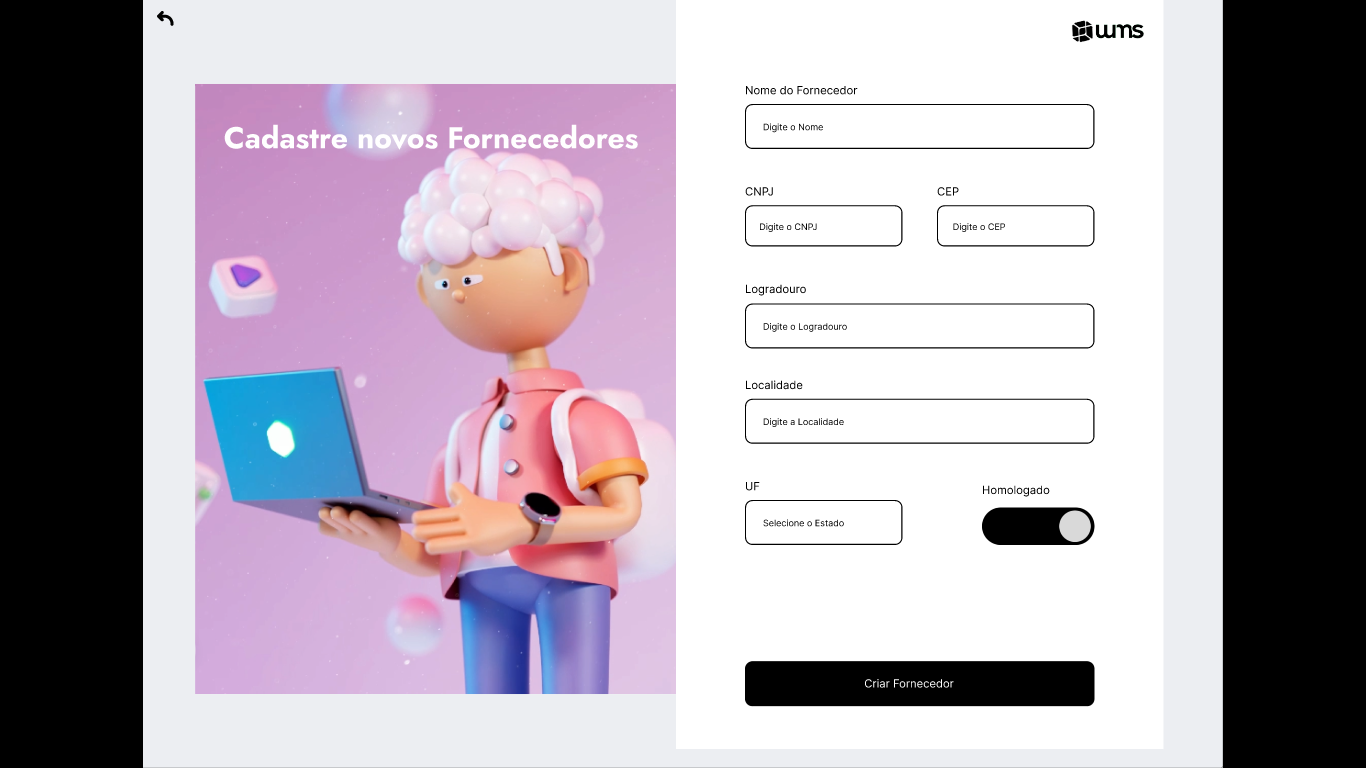 wms
Cadastre novos Fornecedores
Nome do Fornecedor
Digite o Nome
CNPJ
CEP
Digite o CNPJ
Digite o CEP
Logradouro
Digite o Logradouro
Localidade
Digite a Localidade
UF
Homologado
Selecione o Estado
Criar Fornecedor